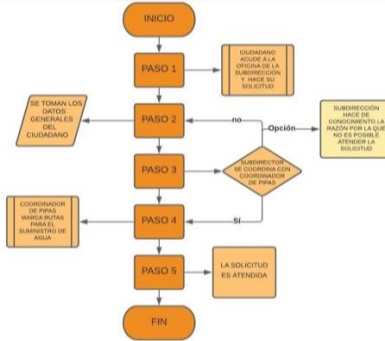 INICIO
PASO 1
CIUDADANO
ACUDE A LA
OFICINA DE LA
SUBDIRECCIÓN
Y HACE SU
SOLICITUD
SE TOMAN LOS
DATOS
GENERALES
DEL
CIUDADANO
PASO 2
no
Opción
SUBDIRECCIÓN
HACE DE
CONOCIMIENTO LA
RAZÓN POR LA QUE
NO ES POSIBLE
ATENDER LA
SOLICITUD
PASO 3
SUBDIRECTOR
SE COORDINA CON
COORDINADOR
DE PIPAS
COORDINADOR
DE PIPAS
MARCA RUTAS
PARA EL
SUMINISTRO DE
AGUA
PASO 4
Sí
PASO 5
LA SOLICITUD
ES ATENDIDA
FIN